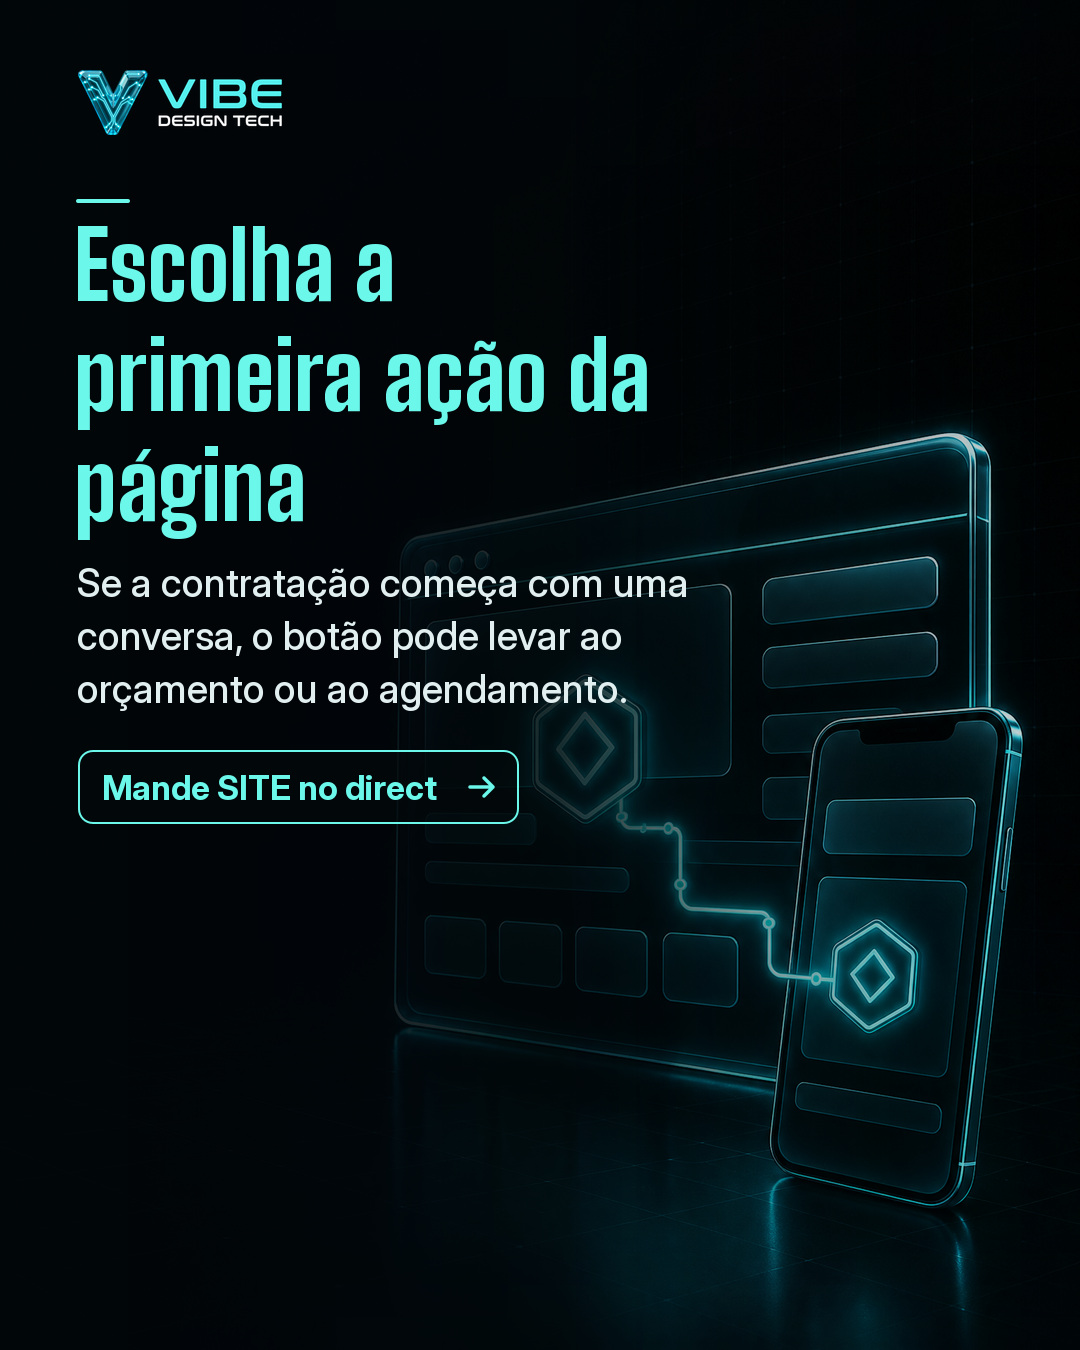 VIBE
DESIGN TECH
Escolha a
primeira ação da
página
Se a contratação começa com uma
conversa, o botão pode levar ao
orçamento ou ao agendamento.
Mande SITE no direct →